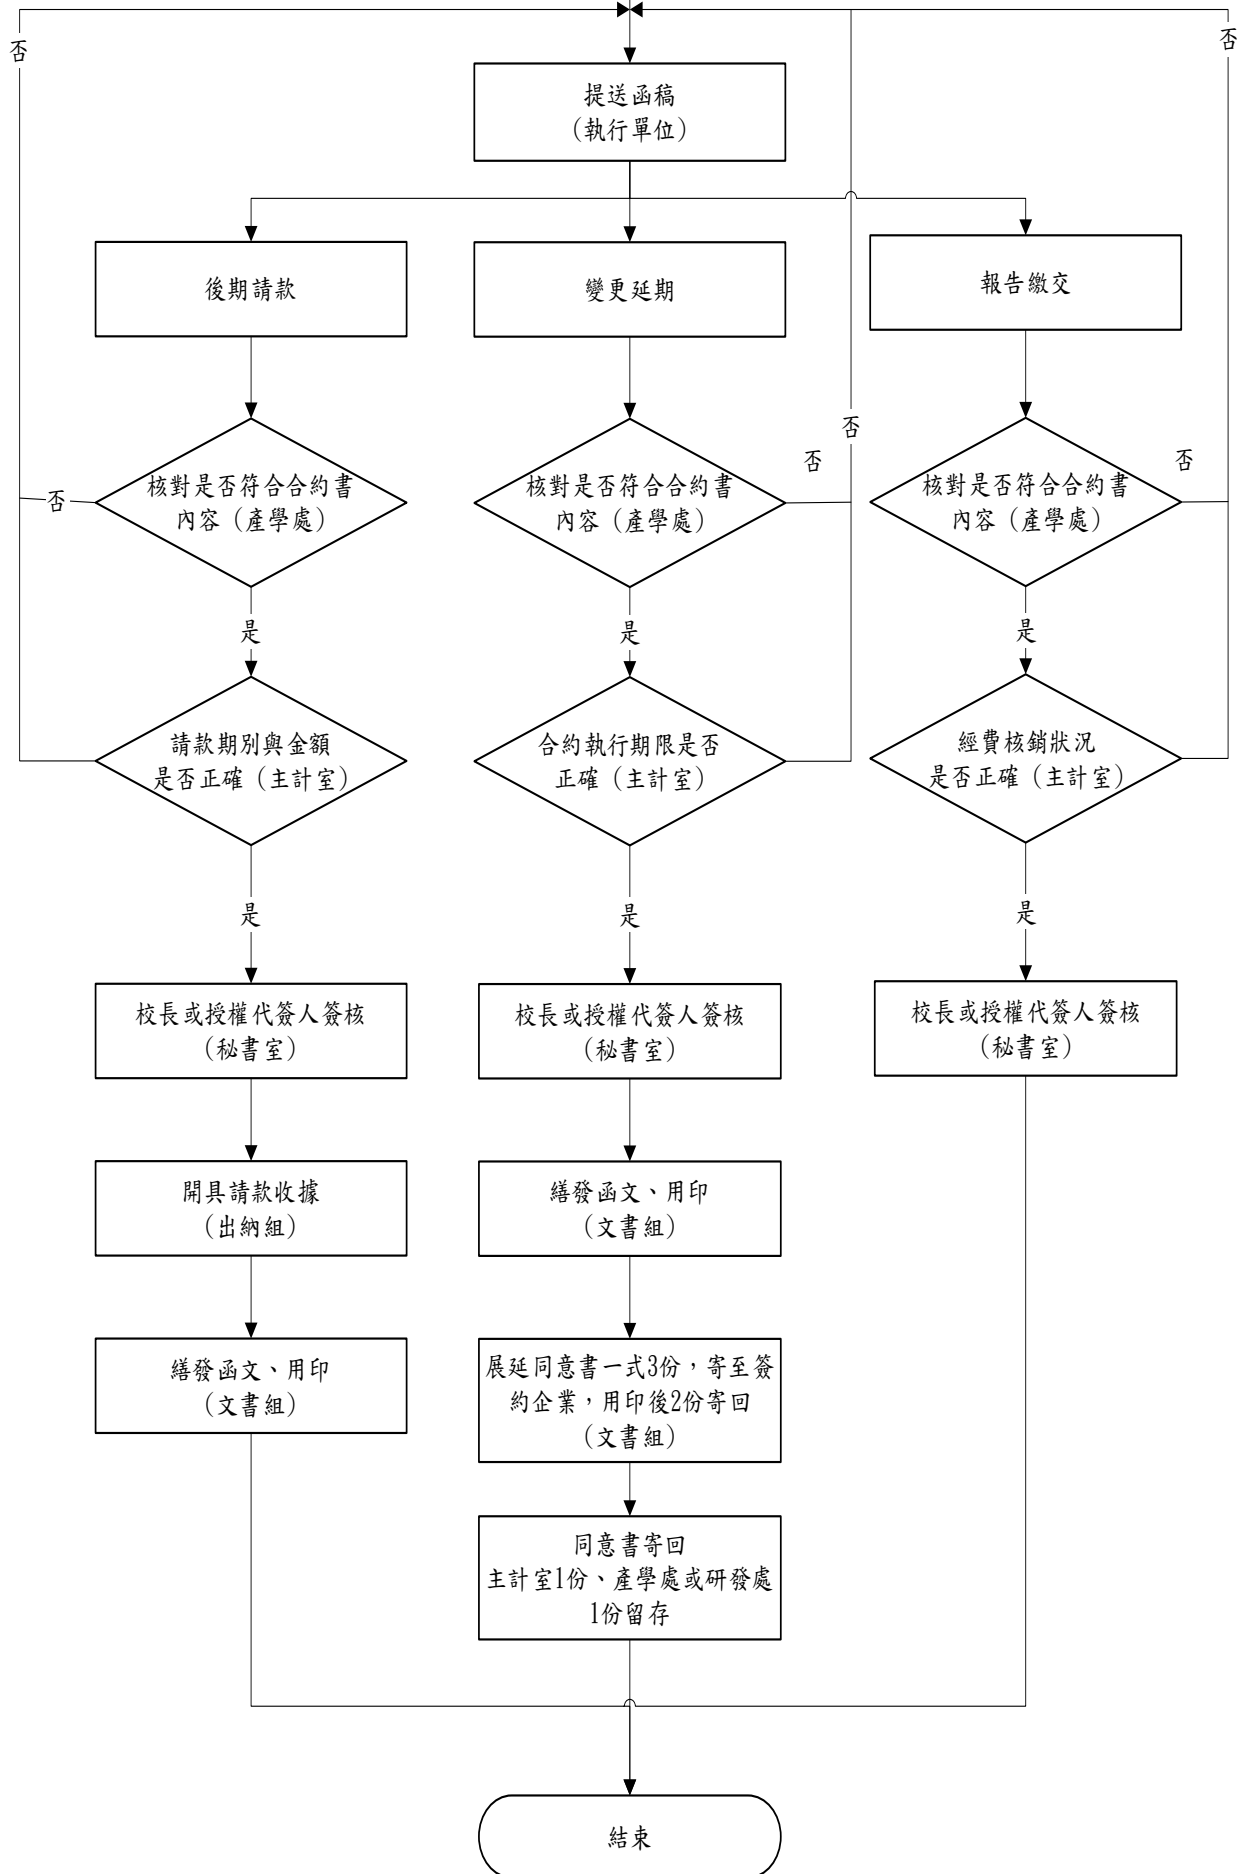 否
否
提送函稿
（執行單位）
後期請款
變更延期
報告繳交
否
否
否
核對是否符合合約書
內容（產學處）
否
核對是否符合合約書
內容（產學處）
核對是否符合合約書
內容（產學處）
是
是
是
請款期別與金額
是否正確（主計室）
合約執行期限是否
正確（主計室）
經費核銷狀況
是否正確（主計室）
是
是
是
校長或授權代簽人簽核
（秘書室）
校長或授權代簽人簽核
（秘書室）
校長或授權代簽人簽核
（秘書室）
開具請款收據
（出納組）
繕發函文、用印
（文書組）
繕發函文、用印
（文書組）
展延同意書一式3份，寄至簽
約企業，用印後2份寄回
（文書組）
同意書寄回
主計室1份、產學處或研發處
1份留存
結束